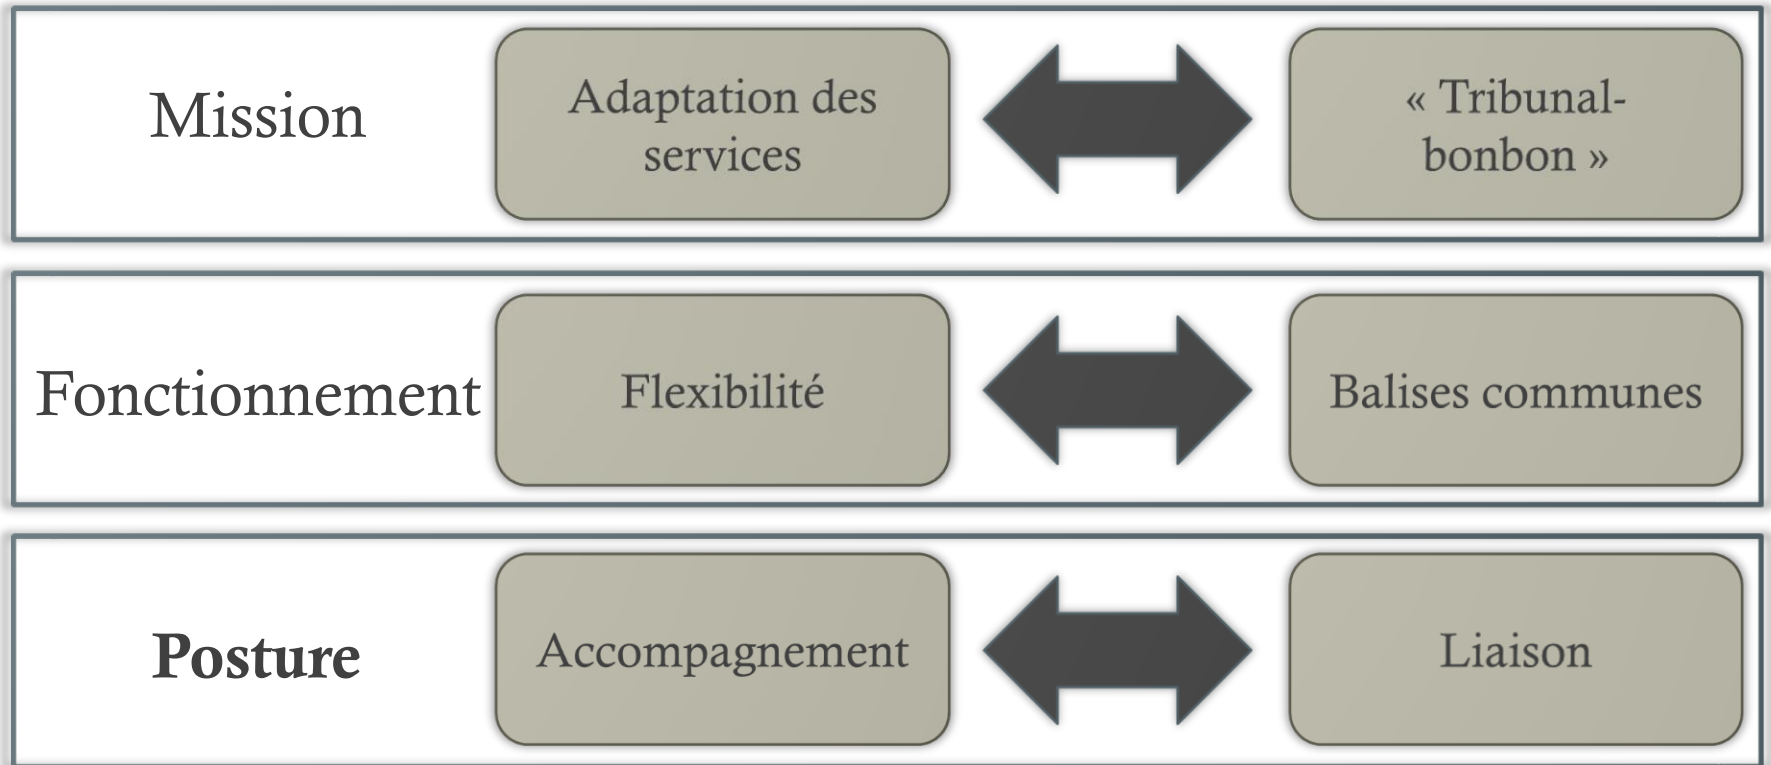 Mission
Adaptation des
services
« Tribunal-
bonbon »
Fonctionnement
Flexibilité
Balises communes
Posture
Accompagnement
Liaison